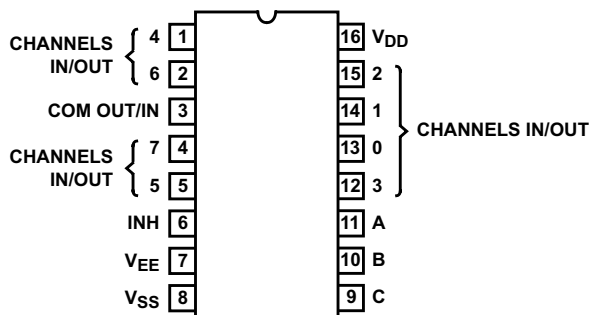 CHANNELS IN/OUT
4 1
6 2
COM OUT/IN 3
CHANNELS IN/OUT
7 4
5 5
INH 6
VEE 7
VSS 8
16 VDD
15 2
14 1
13 0
12 3
CHANNELS IN/OUT
11 A
10 B
9 C